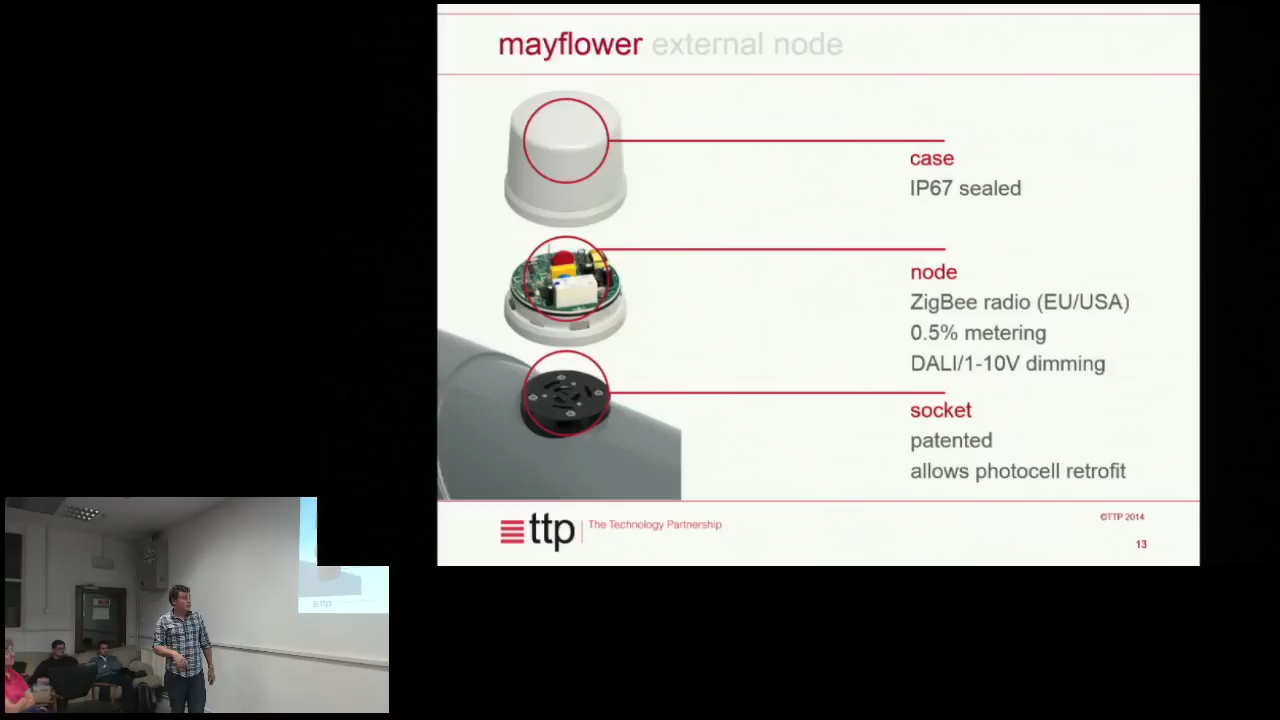 mayflower external node
case
IP67 sealed
node
ZigBee radio (EU/USA)
0.5% metering
DALI/1-10V dimming
socket
patented
allows photocell retrofit
ttp
The Technology Partnership
©TTP 2014
13
ttp